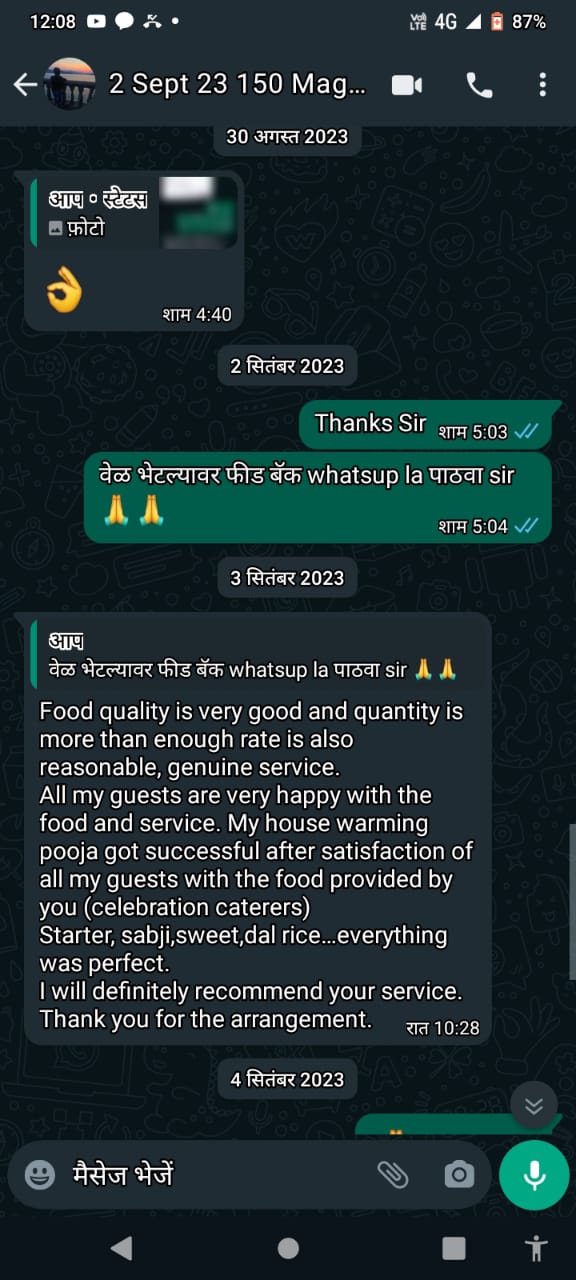 12:08 Vo) LTE 4G 87%
2 Sept 23 150 Mag...
30 अगस्त 2023
आप • स्टेटस
फ़ोटो
👌
शाम 4:40
2 सितंबर 2023
Thanks Sir शाम 5:03
वेळ भेटल्यावर फीड बॅक whatsup la पाठवा sir
🙏 🙏
शाम 5:04
3 सितंबर 2023
आप
वेळ भेटल्यावर फीड बॅक whatsup la पाठवा sir 🙏 🙏
Food quality is very good and quantity is
more than enough rate is also
reasonable, genuine service.
All my guests are very happy with the
food and service. My house warming
pooja got successful after satisfaction of
all my guests with the food provided by
you (celebration caterers)
Starter, sabji,sweet,dal rice...everything
was perfect.
I will definitely recommend your service.
Thank you for the arrangement. रात 10:28
4 सितंबर 2023
मैसेज भेजें